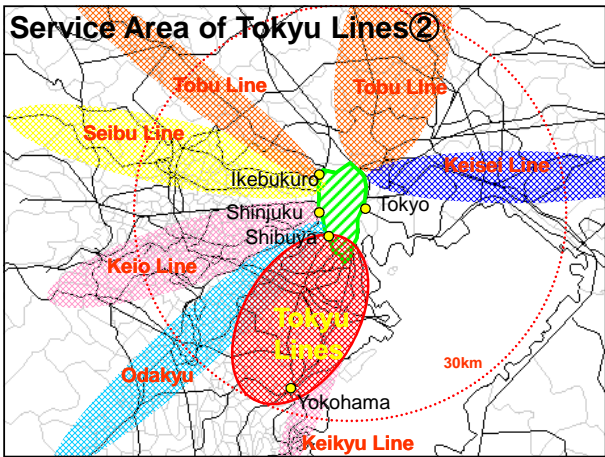 Service Area of Tokyu Lines②
Tobu Line
Tobu Line
Seibu Line
Keisei Line
Ikebukuro
Shinjuku
Tokyo
Shibuya
Keio Line
Tokyu
Lines
30km
Odakyu
Yokohama
Keikyu Line